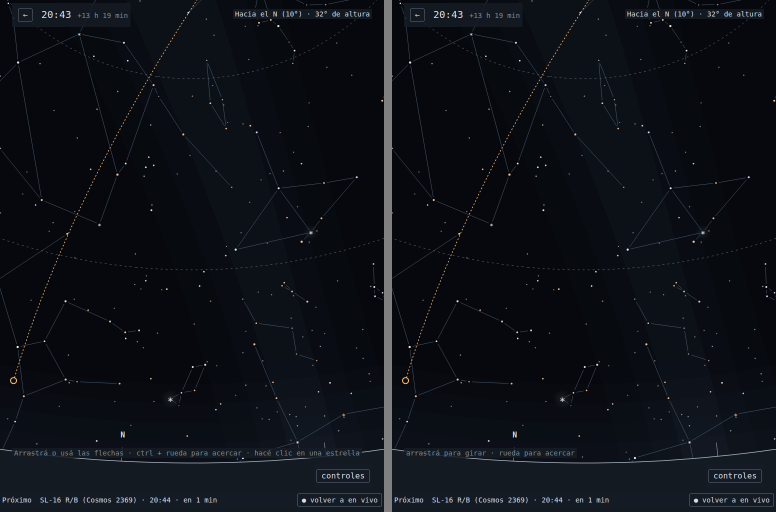 ← 20:43 +13 h 19 min
Hacia el N (10°) · 32° de altura
N
Arrastrá o usá las flechas · ctrl + rueda para acercar · hacé clic en una estrella
controles
Próximo SL-16 R/B (Cosmos 2369) · 20:44 · en 1 min
● volver a en vivo
← 20:43 +13 h 19 min
Hacia el N (10°) · 32° de altura
N
arrastrá para girar · rueda para acercar
controles
Próximo SL-16 R/B (Cosmos 2369) · 20:44 · en 1 min
● volver a en vivo